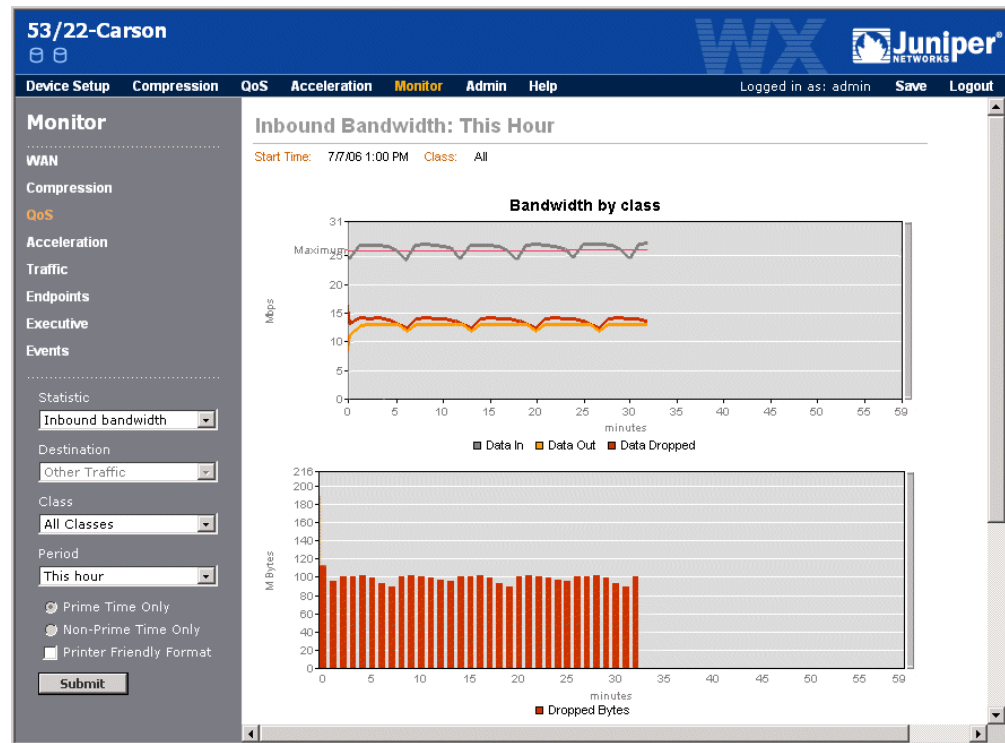 53/22-Carson
WX
Juniper®
NETWORKS
Device Setup Compression QoS Acceleration Monitor Admin Help Logged in as: admin Save Logout
Monitor
WAN
Compression
QoS
Acceleration
Traffic
Endpoints
Executive
Events
Statistic
Inbound bandwidth
Destination
Other Traffic
Class
All Classes
Period
This hour
Prime Time Only
Non-Prime Time Only
Printer Friendly Format
Submit
Inbound Bandwidth: This Hour
Start Time: 7/7/06 1:00 PM Class: All
Bandwidth by class
31
Maximum
25
20
15
10
5
0
Mbps
0 5 10 15 20 25 30 35 40 45 50 55 59
minutes
Data In Data Out Data Dropped
216
200
180
160
140
120
100
80
60
40
20
0
M Bytes
0 5 10 15 20 25 30 35 40 45 50 55 59
minutes
Dropped Bytes